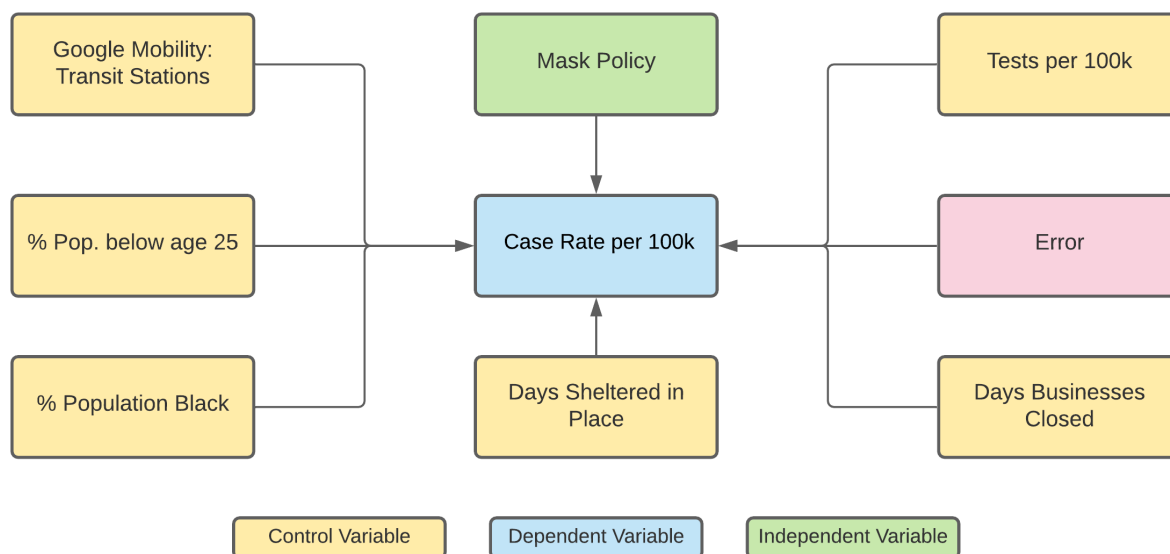 Google Mobility:
Transit Stations
Mask Policy
Tests per 100k
% Pop. below age 25
Case Rate per 100k
Error
% Population Black
Days Sheltered in
Place
Days Businesses
Closed
Control Variable
Dependent Variable
Independent Variable